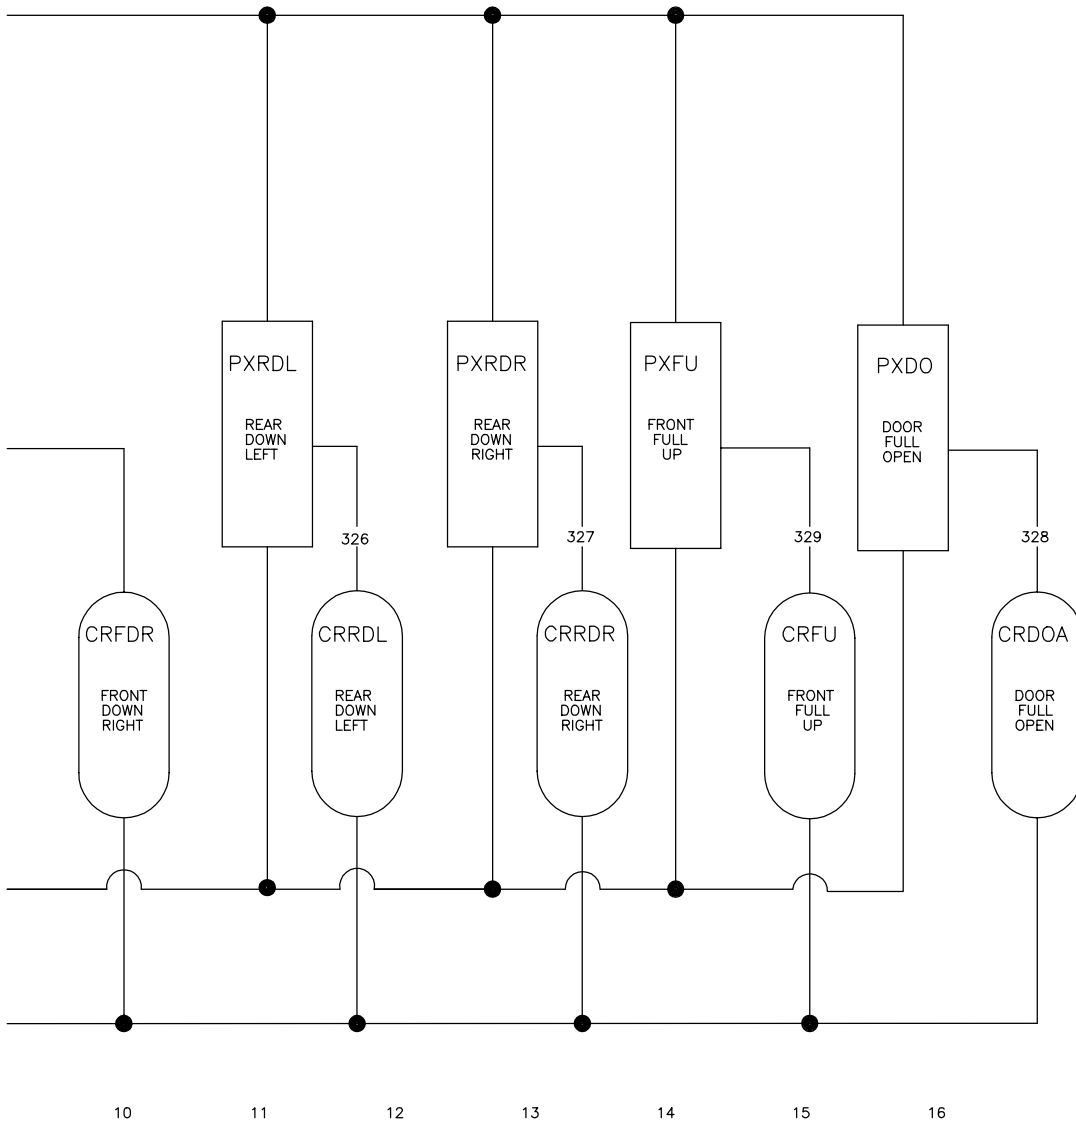 PXRDL
REAR
DOWN
LEFT
PXRDR
REAR
DOWN
RIGHT
PXFU
FRONT
FULL
UP
PXDO
DOOR
FULL
OPEN
326
327
329
328
CRFDR
FRONT
DOWN
RIGHT
CRRDL
REAR
DOWN
LEFT
CRRDR
REAR
DOWN
RIGHT
CRFU
FRONT
FULL
UP
CRDOA
DOOR
FULL
OPEN
10 11 12 13 14 15 16